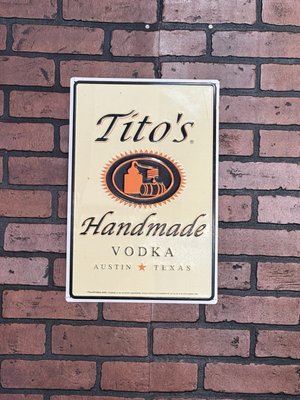 Tito's®
Handmade
VODKA
AUSTIN ★ TEXAS